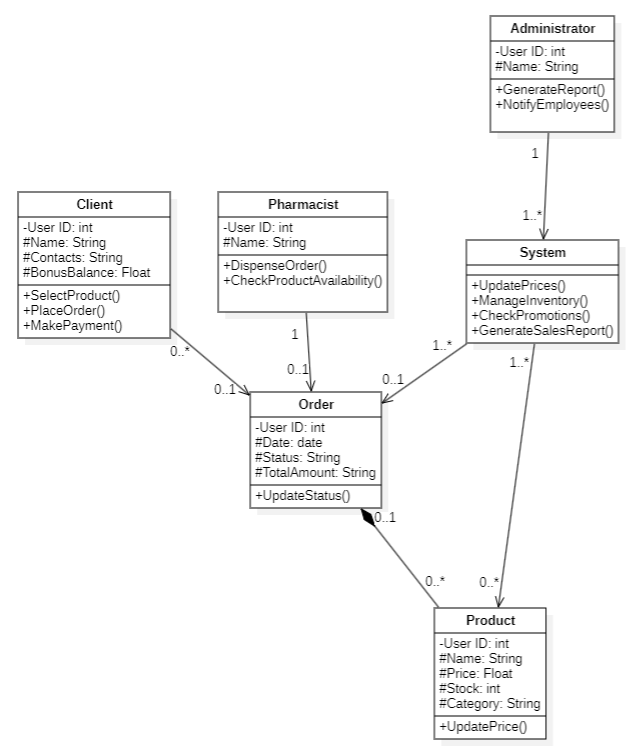 Administrator
-User ID: int
#Name: String
+GenerateReport()
+NotifyEmployees()
1
1..*
Client
-User ID: int
#Name: String
#Contacts: String
#BonusBalance: Float
+SelectProduct()
+PlaceOrder()
+MakePayment()
Pharmacist
-User ID: int
#Name: String
+DispenseOrder()
+CheckProductAvailability()
System
+UpdatePrices()
+ManageInventory()
+CheckPromotions()
+GenerateSalesReport()
0..*
0..1
1
0..1
1..*
0..1
1..*
0..*
Order
-User ID: int
#Date: date
#Status: String
#TotalAmount: String
+UpdateStatus()
0..1
0..*
Product
-User ID: int
#Name: String
#Price: Float
#Stock: int
#Category: String
+UpdatePrice()